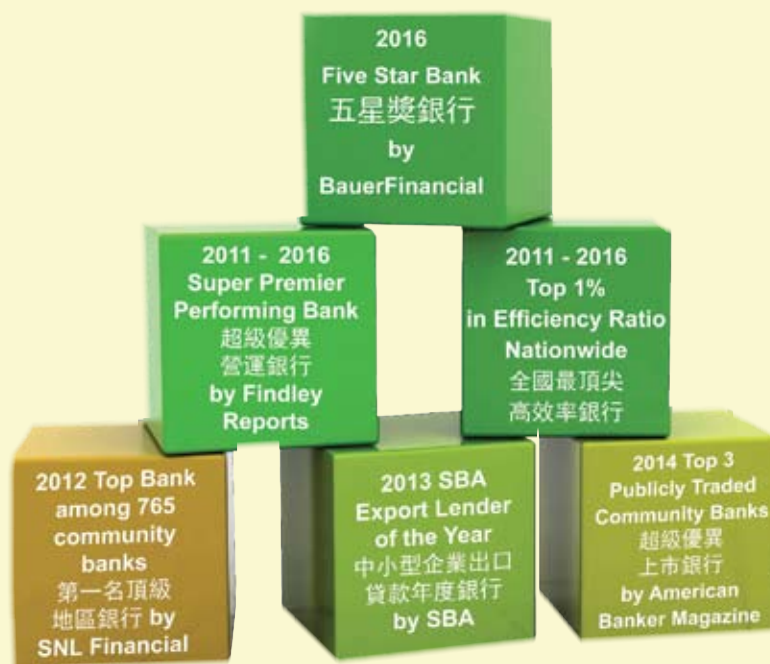 2016
Five Star Bank
五星獎銀行
by
BauerFinancial
2011 - 2016
Super Premier
Performing Bank
超級優異
營運銀行
by Findley
Reports
2011 - 2016
Top 1%
in Efficiency Ratio
Nationwide
全國最頂尖
高效率銀行
2012 Top Bank
among 765
community
banks
第一名頂級
地區銀行 by
SNL Financial
2013 SBA
Export Lender
of the Year
中小型企業出口
貸款年度銀行
by SBA
2014 Top 3
Publicly Traded
Community Banks
超級優異
上市銀行
by American
Banker Magazine